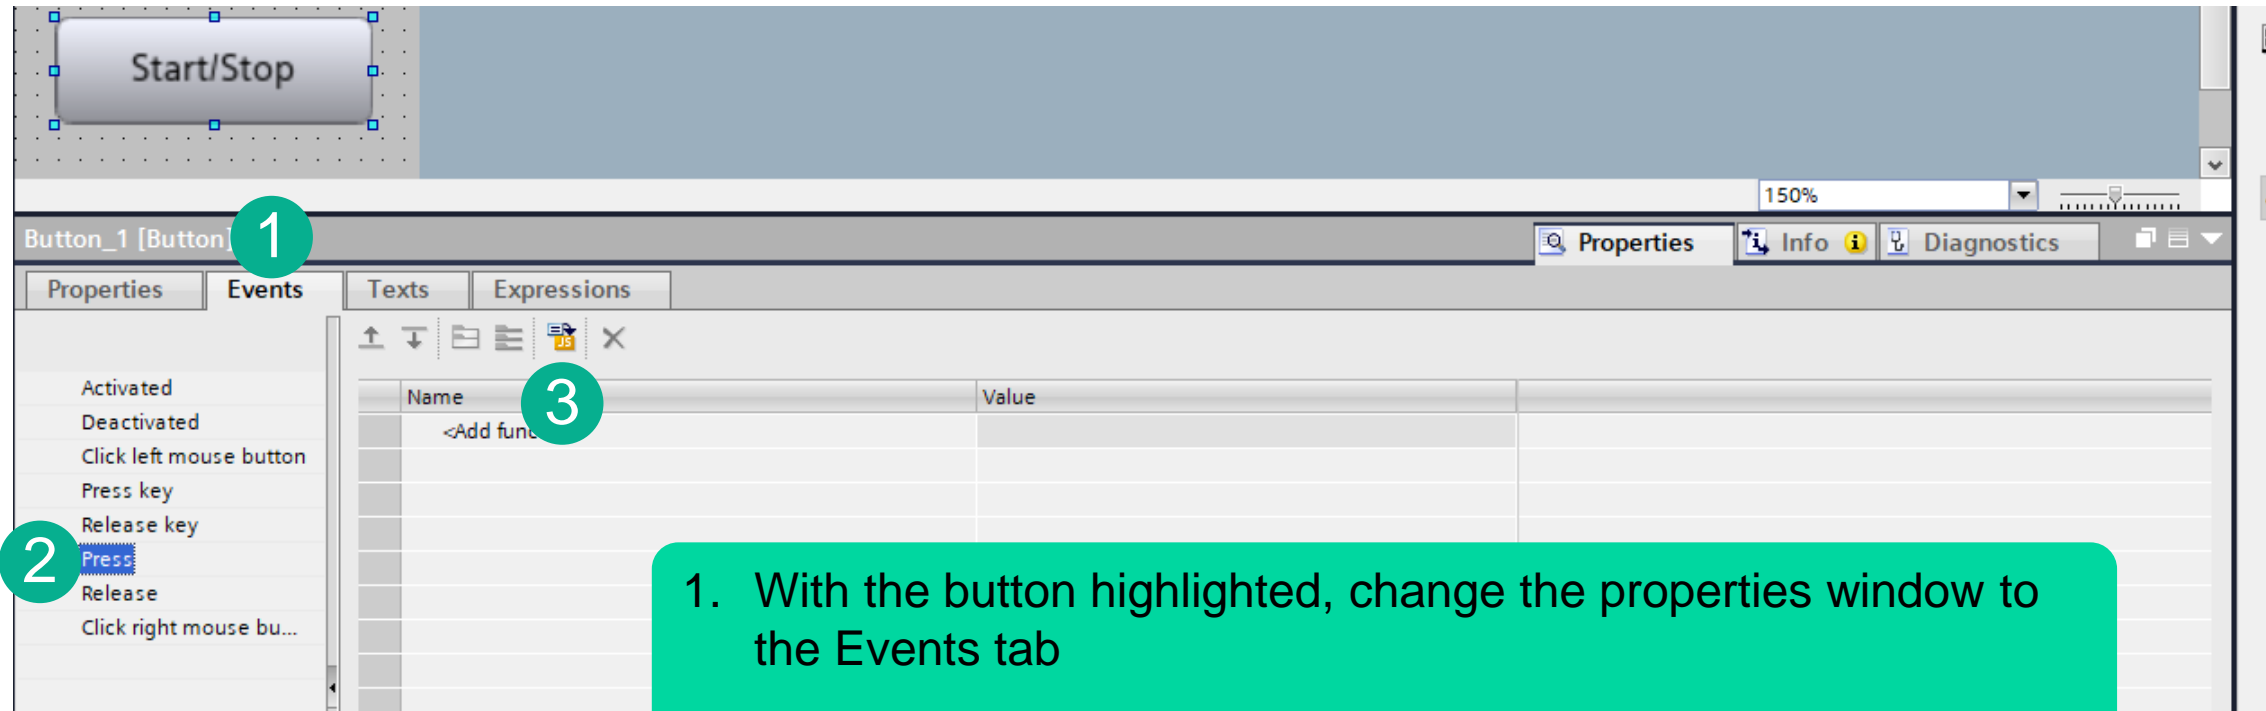 Start/Stop
150%
Button_1 [Button]
1
Properties Info Diagnostics
Properties Events Texts Expressions
JS
Name Value
3
<Add func
Activated
Deactivated
Click left mouse button
Press key
Release key
2
Press
Release
Click right mouse bu...
1. With the button highlighted, change the properties window to
the Events tab